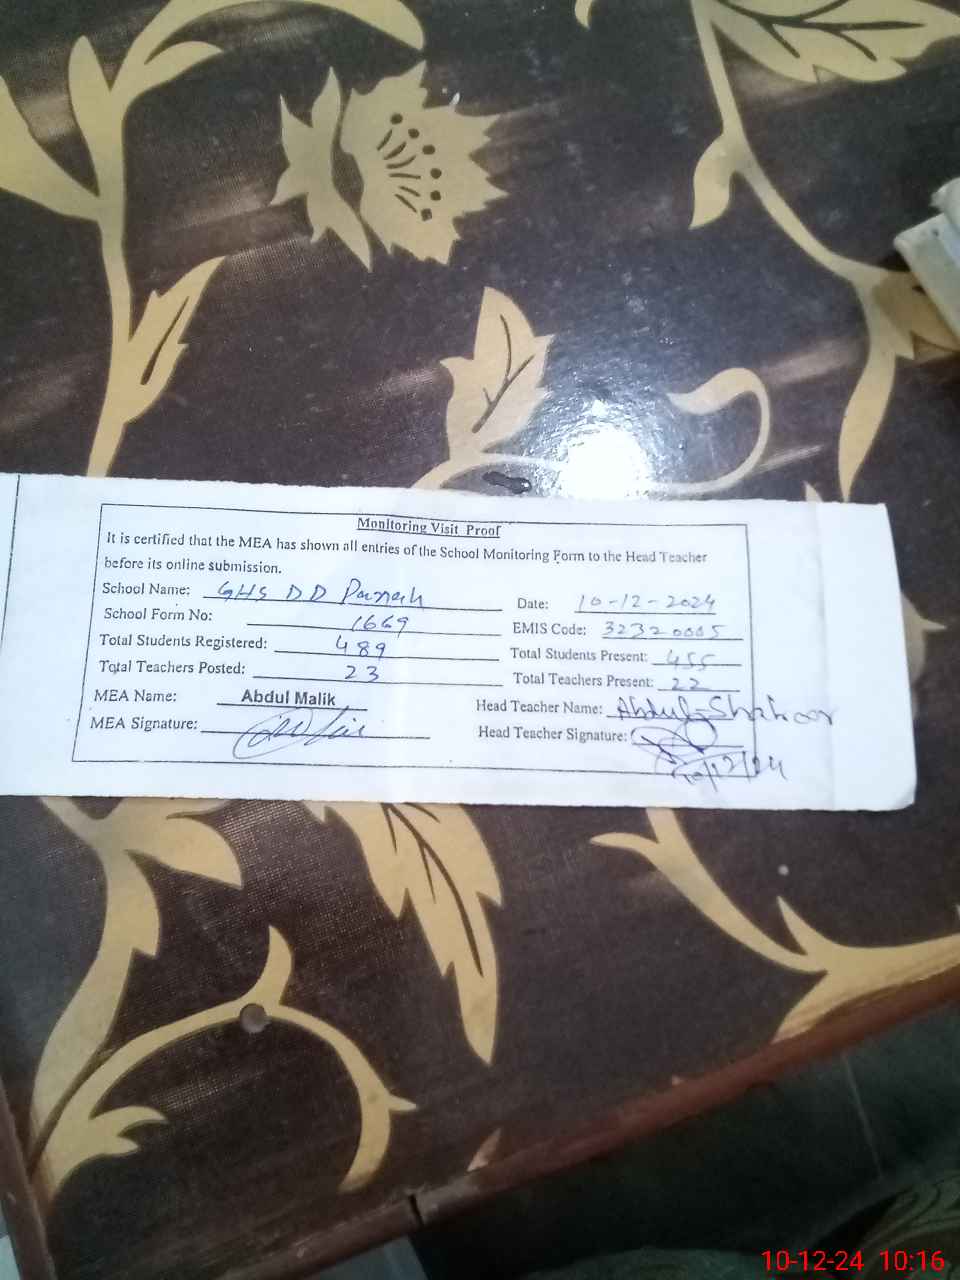 Monitoring Visit Proof
It is certified that the MEA has shown all entries of the School Monitoring Form to the Head Teacher
before its online submission.
School Name: GHS DD Panah Date: 10-12-2024
School Form No: 1669 EMIS Code: 32320005
Total Students Registered: 489 Total Students Present: 455
Total Teachers Posted: 23 Total Teachers Present: 22
MEA Name: Abdul Malik Head Teacher Name: Abdul Shakoor
MEA Signature: Head Teacher Signature:
10/12/24
10-12-24 10:16